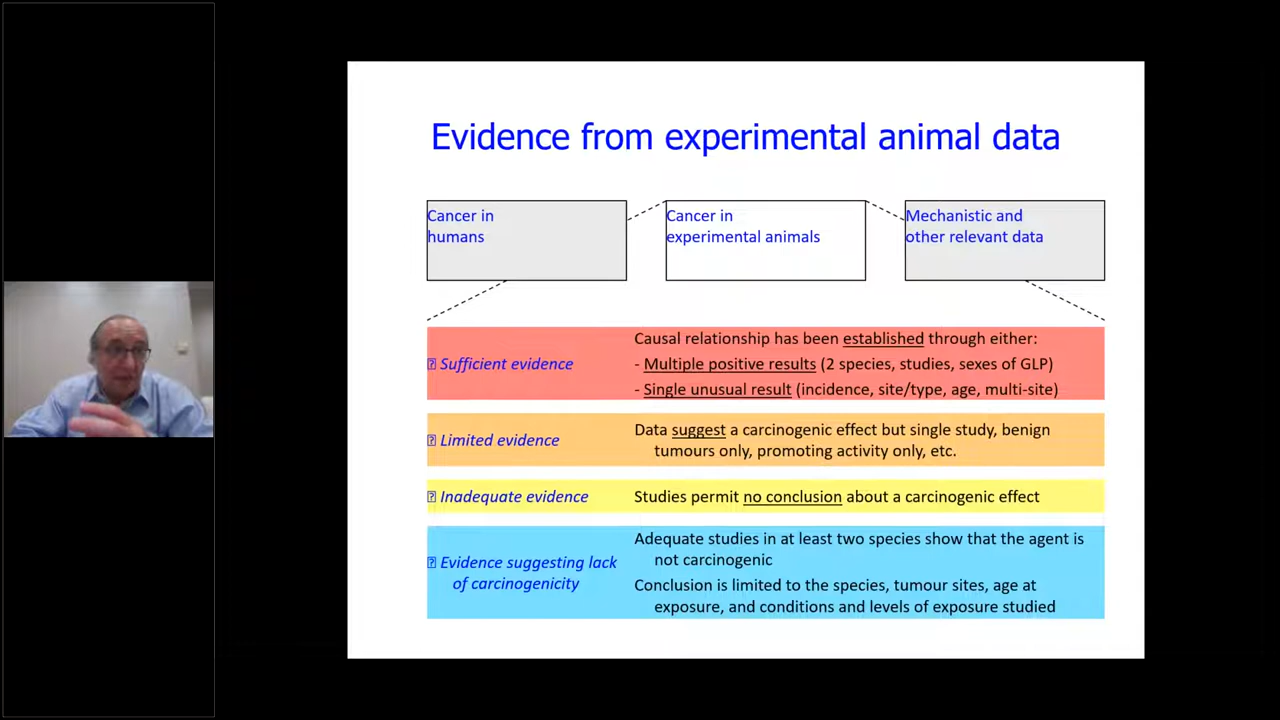 Evidence from experimental animal data
Cancer in
humans
Cancer in
experimental animals
Mechanistic and
other relevant data
Sufficient evidence
Causal relationship has been established through either:
- Multiple positive results (2 species, studies, sexes of GLP)
- Single unusual result (incidence, site/type, age, multi-site)
Limited evidence
Data suggest a carcinogenic effect but single study, benign
tumours only, promoting activity only, etc.
Inadequate evidence
Studies permit no conclusion about a carcinogenic effect
Evidence suggesting lack
of carcinogenicity
Adequate studies in at least two species show that the agent is
not carcinogenic
Conclusion is limited to the species, tumour sites, age at
exposure, and conditions and levels of exposure studied